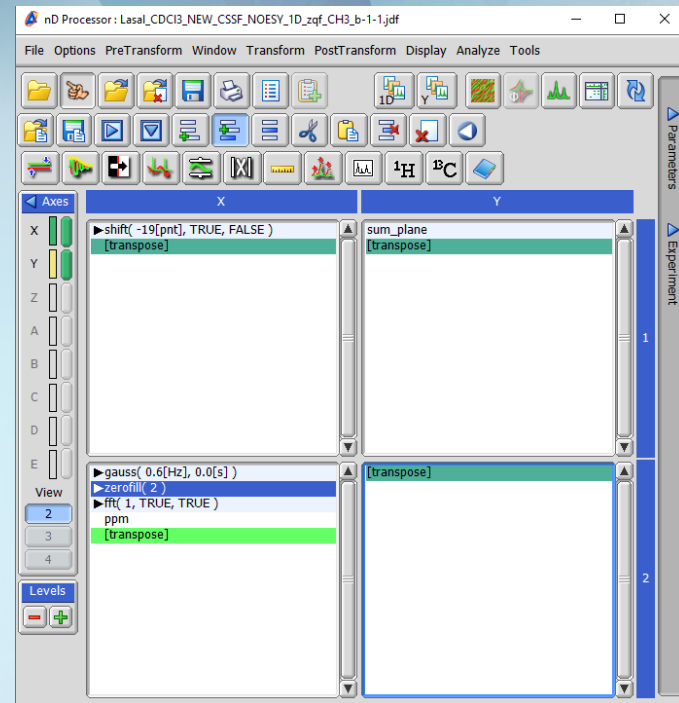 nD Processor : Lasal_CDCl3_NEW_CSSF_NOESY_1D_zqf_CH3_b-1-1.jdf
File Options PreTransform Window Transform PostTransform Display Analyze Tools
1D Y
1H 13C
Axes X Y
X
Y
Z
A
B
C
D
E
View
2
3
4
Levels
shift( -19[pnt], TRUE, FALSE )
[transpose]
sum_plane
[transpose]
1
gauss( 0.6[Hz], 0.0[s] )
zerofill( 2 )
fft( 1, TRUE, TRUE )
ppm
[transpose]
[transpose]
2
Parameters
Experiment